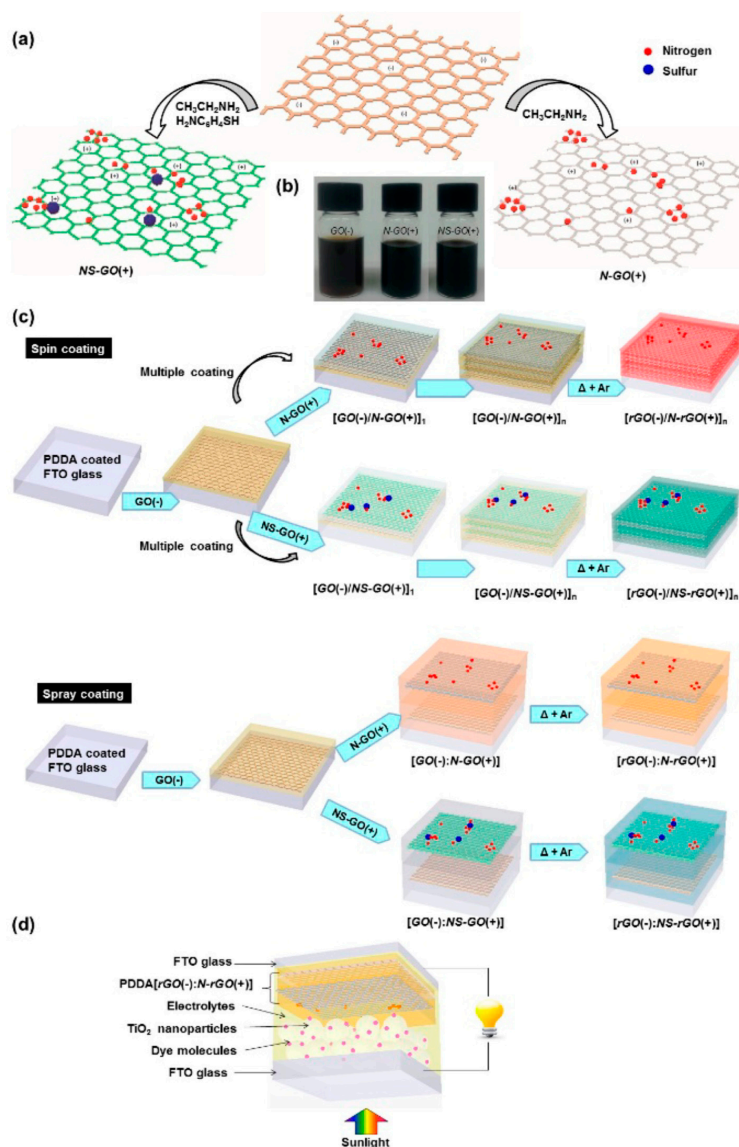 (a)
(-)
(-)
(-)
(-)
(-)
(-)
Nitrogen
Sulfur
CH3CH2NH2
H2NC6H4SH
CH3CH2NH2
(+)
(+)
(+)
(+)
(+)
(+)
NS-GO(+)
(b)
GO(-)
N-GO(+)
NS-GO(+)
(+)
(+)
(+)
(+)
(+)
N-GO(+)
(c)
Spin coating
Multiple coating
N-GO(+)
[GO(-)/N-GO(+)]1
[GO(-)/N-GO(+)]n
Δ + Ar
[rGO(-)/N-rGO(+)]n
PDDA coated
FTO glass
GO(-)
Multiple coating
NS-GO(+)
[GO(-)/NS-GO(+)]1
[GO(-)/NS-GO(+)]n
Δ + Ar
[rGO(-)/NS-rGO(+)]n
Spray coating
PDDA coated
FTO glass
GO(-)
N-GO(+)
[GO(-):N-GO(+)]
Δ + Ar
[rGO(-):N-rGO(+)]
NS-GO(+)
[GO(-):NS-GO(+)]
Δ + Ar
[rGO(-):NS-rGO(+)]
(d)
FTO glass
PDDA[rGO(-):N-rGO(+)]
Electrolytes
TiO2 nanoparticles
Dye molecules
FTO glass
Sunlight